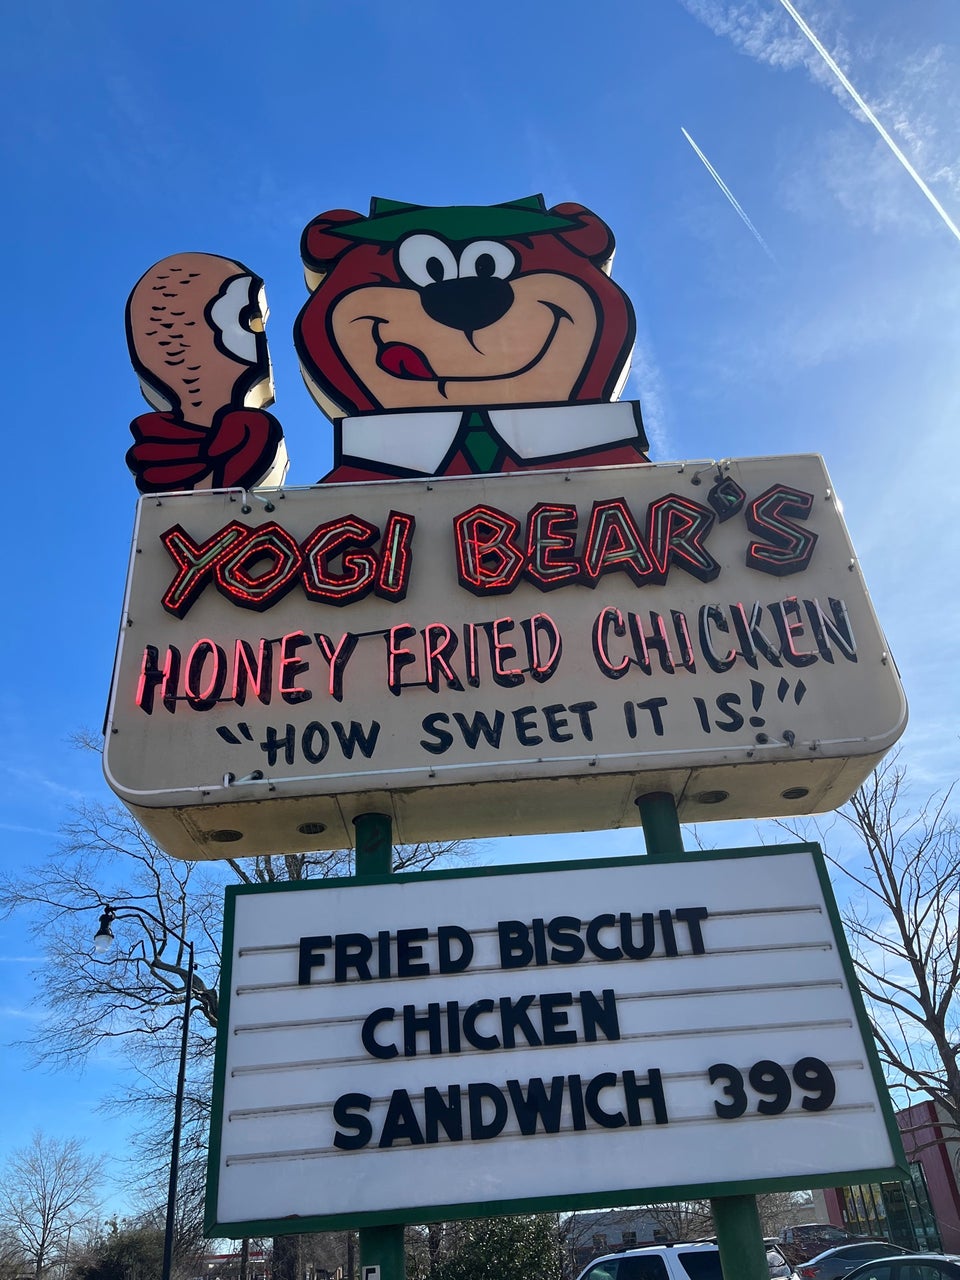 YOGI BEAR'S
HONEY FRIED CHICKEN
"HOW SWEET IT IS!"
FRIED BISCUIT
CHICKEN
SANDWICH 399